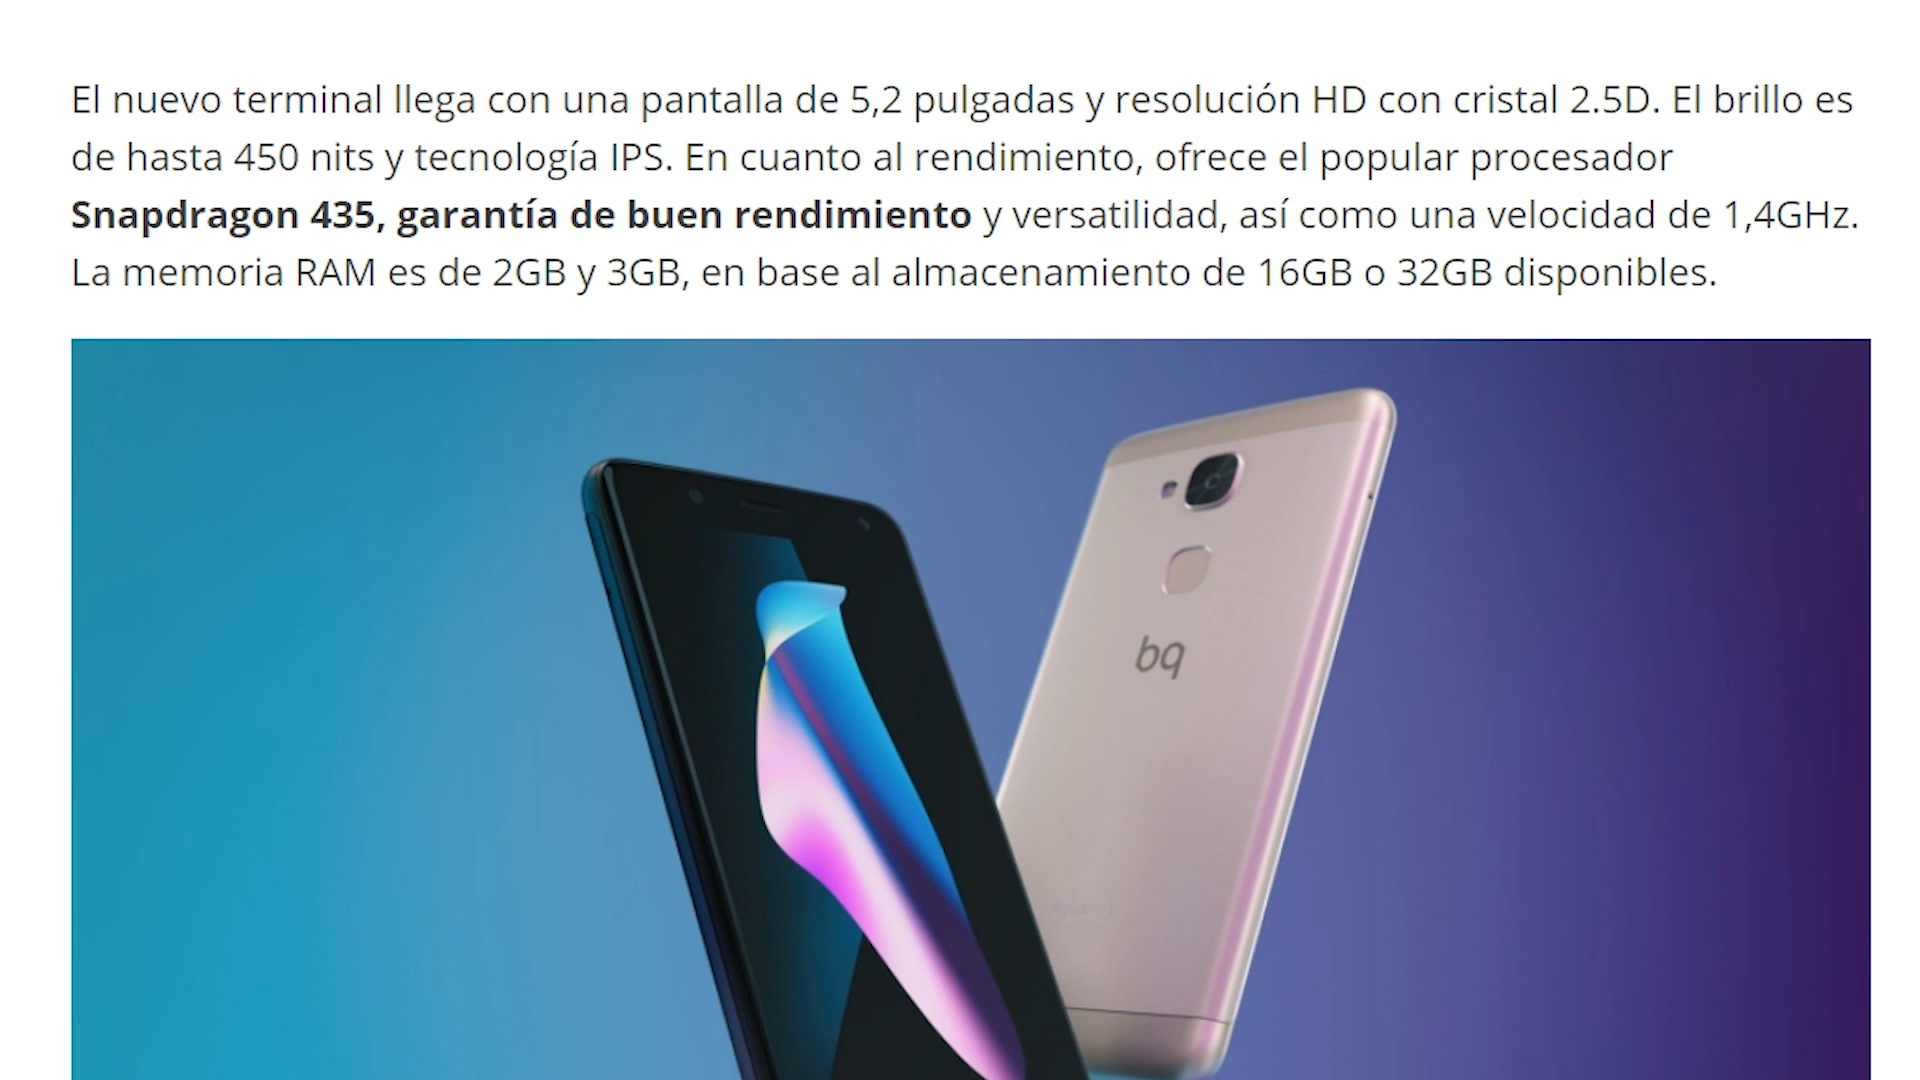 El nuevo terminal llega con una pantalla de 5,2 pulgadas y resolución HD con cristal 2.5D. El brillo es
de hasta 450 nits y tecnología IPS. En cuanto al rendimiento, ofrece el popular procesador
Snapdragon 435, garantía de buen rendimiento y versatilidad, así como una velocidad de 1,4GHz.
La memoria RAM es de 2GB y 3GB, en base al almacenamiento de 16GB o 32GB disponibles.
bq